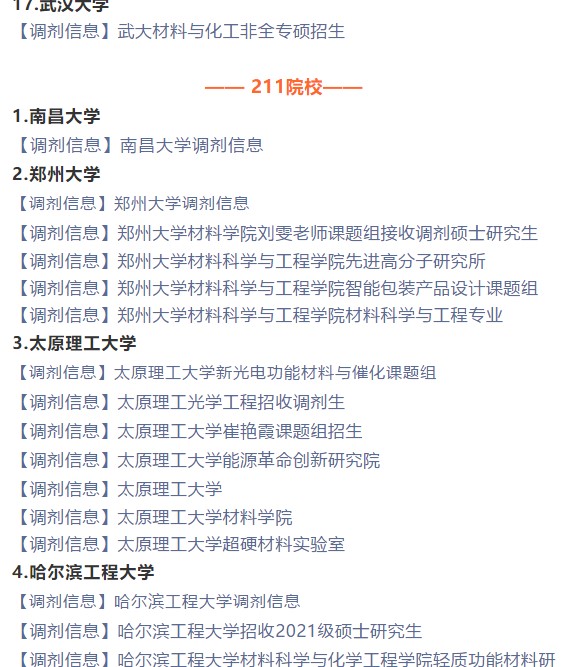 17.武汉大学
【调剂信息】武大材料与化工非全专硕招生
—— 211院校——
1.南昌大学
【调剂信息】南昌大学调剂信息
2.郑州大学
【调剂信息】郑州大学调剂信息
【调剂信息】郑州大学材料学院刘雯老师课题组接收调剂硕士研究生
【调剂信息】郑州大学材料科学与工程学院先进高分子研究所
【调剂信息】郑州大学材料科学与工程学院智能包装产品设计课题组
【调剂信息】郑州大学材料科学与工程学院材料科学与工程专业
3.太原理工大学
【调剂信息】太原理工大学新光电功能材料与催化课题组
【调剂信息】太原理工光学工程招收调剂生
【调剂信息】太原理工大学崔艳霞课题组招生
【调剂信息】太原理工大学能源革命创新研究院
【调剂信息】太原理工大学
【调剂信息】太原理工大学材料学院
【调剂信息】太原理工大学超硬材料实验室
4.哈尔滨工程大学
【调剂信息】哈尔滨工程大学调剂信息
【调剂信息】哈尔滨工程大学招收2021级硕士研究生
【调剂信息】哈尔滨工程大学材料科学与化学工程学院轻质功能材料研